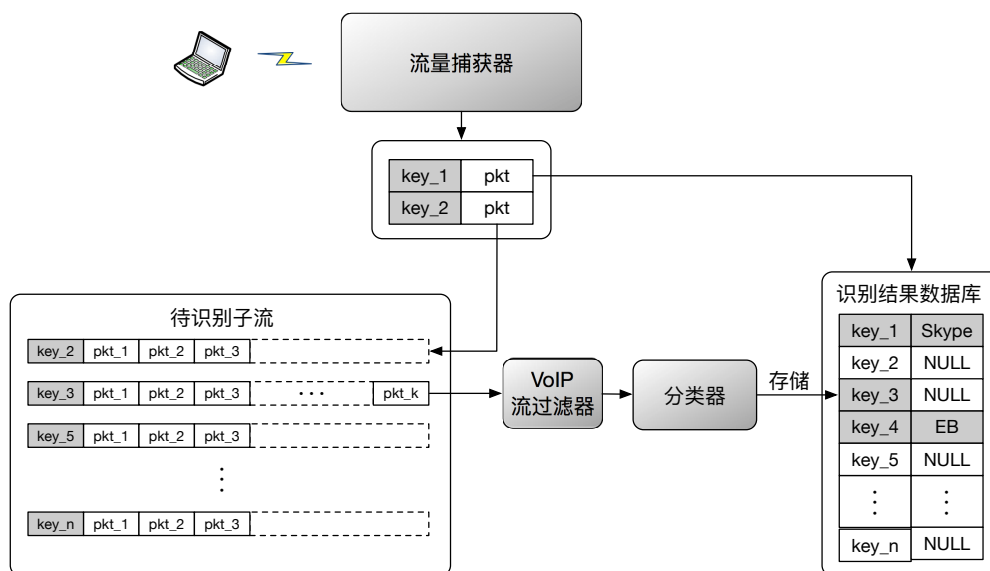 流量捕获器
key_1 pkt
key_2 pkt
待识别子流
key_2 pkt_1 pkt_2 pkt_3
key_3 pkt_1 pkt_2 pkt_3 ··· pkt_k
key_5 pkt_1 pkt_2 pkt_3
⋮
key_n pkt_1 pkt_2 pkt_3
VoIP
流过滤器
分类器
存储
识别结果数据库
key_1 Skype
key_2 NULL
key_3 NULL
key_4 EB
key_5 NULL
⋮ ⋮
key_n NULL